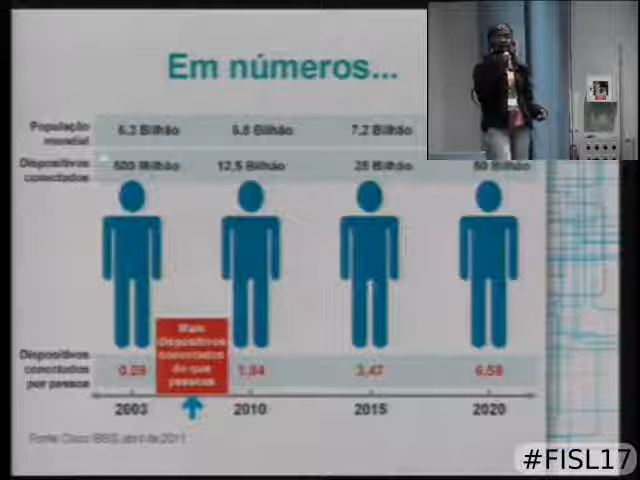 Em números...
População mundial 6.3 Bilhão 6.8 Bilhão 7.2 Bilhão
Dispositivos conectados 500 Bilhão 12,5 Bilhão 25 Bilhão 50 Bilhão
Mais dispositivos conectados do que pessoas
Dispositivos conectados por pessoa 0.08 1.84 3.47 6.58
2003 2010 2015 2020
Fonte Cisco IBSG, abril de 2011
#FISL17